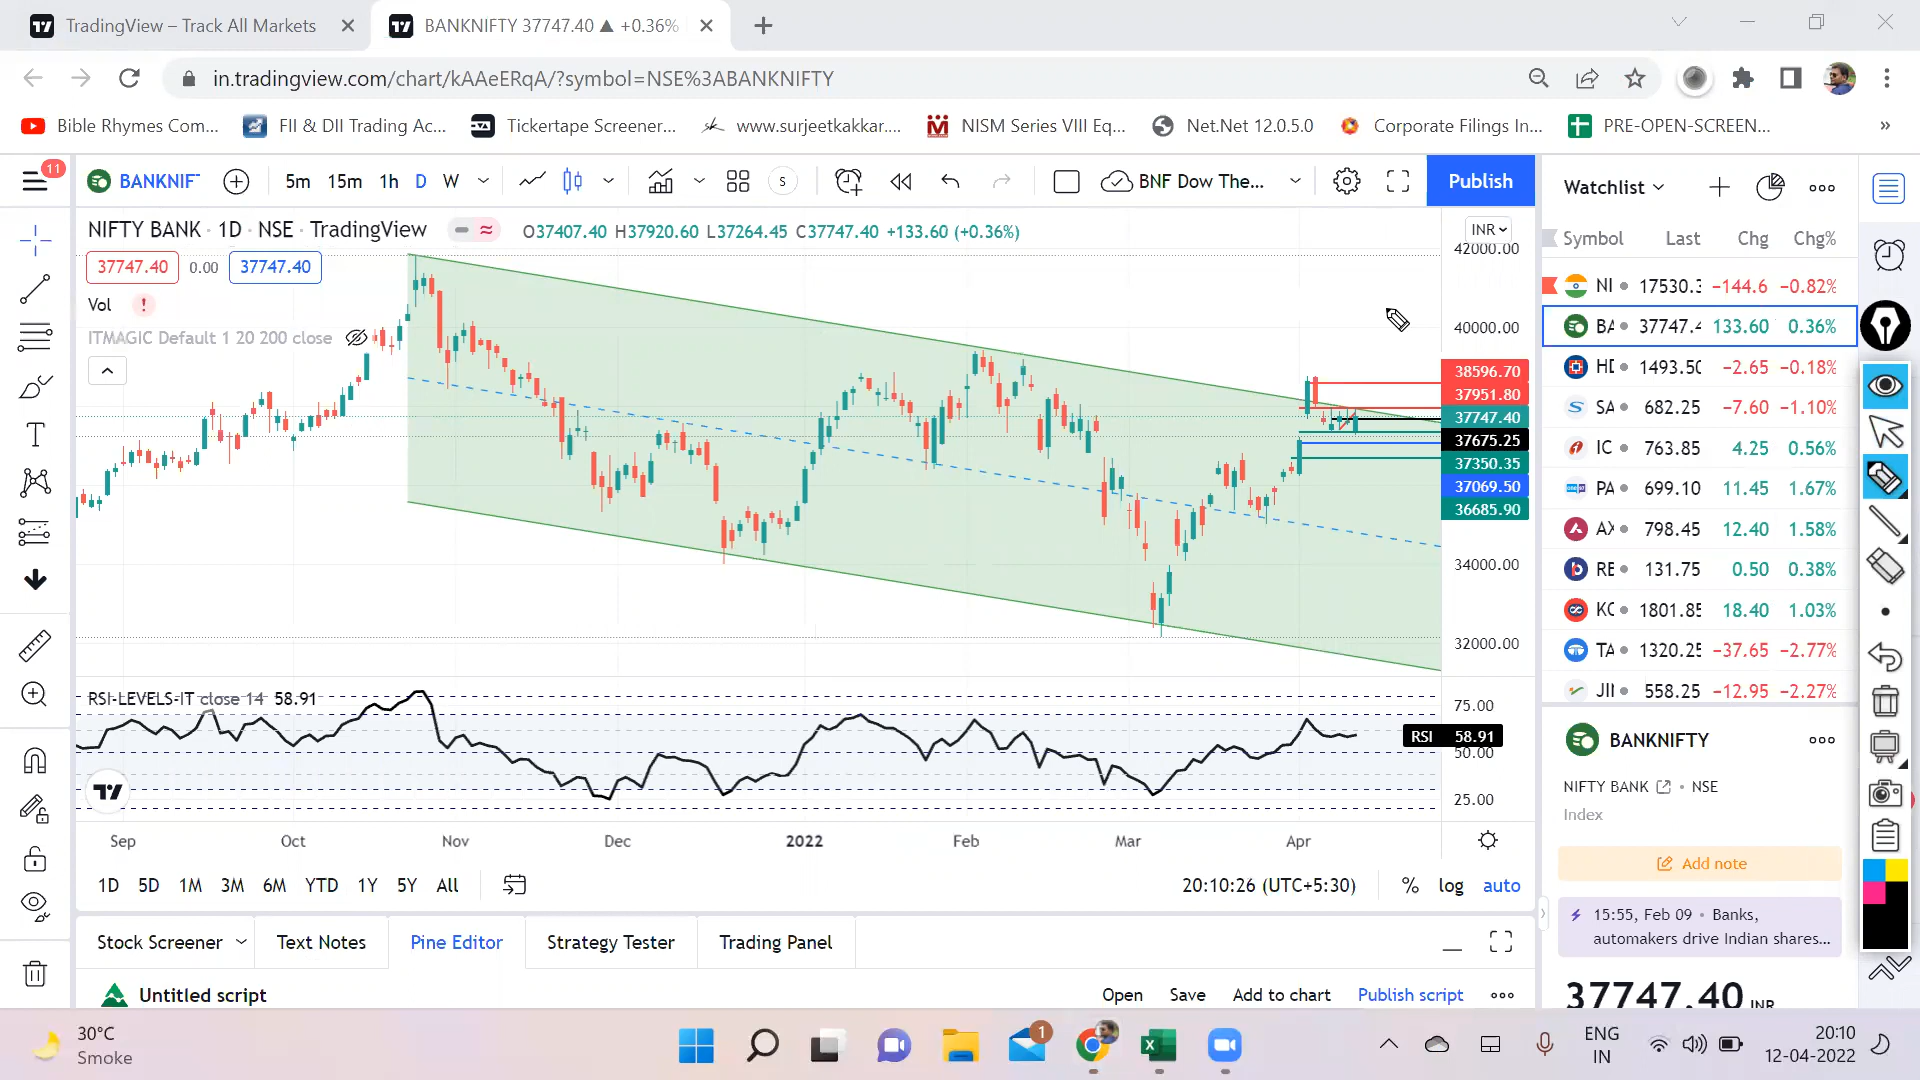 TradingView – Track All Markets
BANKNIFTY 37747.40 ▲ +0.36%
in.tradingview.com/chart/kAAeERqA/?symbol=NSE%3ABANKNIFTY
Bible Rhymes Com...
FII & DII Trading Ac...
Tickertape Screener...
www.surjeetkakkar....
NISM Series VIII Eq...
Net.Net 12.0.5.0
Corporate Filings In...
PRE-OPEN-SCREEN...
»
11
BANKNIF
5m 15m 1h D W
S
BNF Dow The...
Publish
Watchlist
NIFTY BANK · 1D · NSE · TradingView
O37407.40 H37920.60 L37264.45 C37747.40 +133.60 (+0.36%)
INR
37747.40 0.00 37747.40
Vol !
ITMAGIC Default 1 20 200 close
42000.00
40000.00
38596.70
37951.80
37747.40
37675.25
37350.35
37069.50
36685.90
34000.00
32000.00
RSI-LEVELS-IT close 14 58.91
75.00
RSI 58.91
50.00
25.00
Sep Oct Nov Dec 2022 Feb Mar Apr
1D 5D 1M 3M 6M YTD 1Y 5Y All
20:10:26 (UTC+5:30) % log auto
Stock Screener Text Notes Pine Editor Strategy Tester Trading Panel
Untitled script
Open Save Add to chart Publish script
Symbol Last Chg Chg%
NI 17530.3 −144.6 −0.82%
BA 37747.4 133.60 0.36%
HD 1493.50 −2.65 −0.18%
SA 682.25 −7.60 −1.10%
IC 763.85 4.25 0.56%
PA 699.10 11.45 1.67%
AX 798.45 12.40 1.58%
RE 131.75 0.50 0.38%
KO 1801.85 18.40 1.03%
TA 1320.25 −37.65 −2.77%
JI 558.25 −12.95 −2.27%
BANKNIFTY
NIFTY BANK • NSE
Index
Add note
15:55, Feb 09 • Banks,
automakers drive Indian shares...
37747.40 INR
30°C
Smoke
1
ENG
IN
20:10
12-04-2022